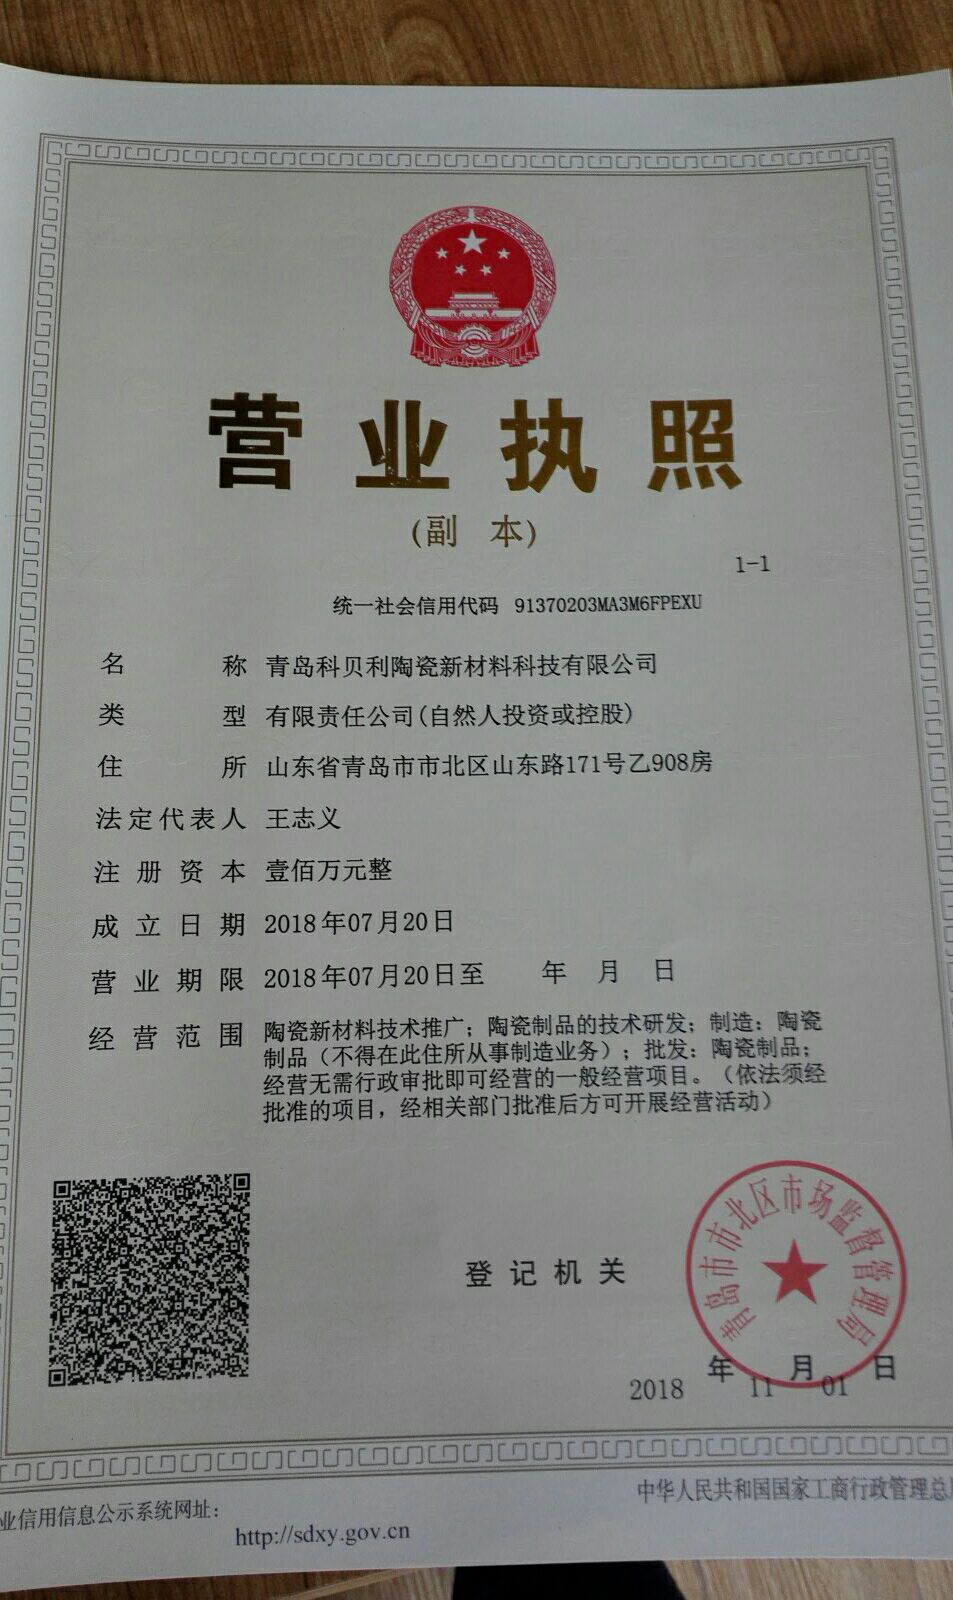 营业执照
(副 本)
1-1
统一社会信用代码 91370203MA3M6FPEXU
名 称 青岛科贝利陶瓷新材料科技有限公司
类 型 有限责任公司(自然人投资或控股)
住 所 山东省青岛市市北区山东路171号乙908房
法定代表人 王志义
注册资本 壹佰万元整
成立日期 2018年07月20日
营业期限 2018年07月20日至 年 月 日
经营范围 陶瓷新材料技术推广；陶瓷制品的技术研发；制造：陶瓷
制品（不得在此住所从事制造业务）；批发：陶瓷制品；
经营无需行政审批即可经营的一般经营项目。（依法须经
批准的项目，经相关部门批准后方可开展经营活动）
登记机关
青岛市市北区市场监督管理局
年 月 日
2018 11 01
业信用信息公示系统网址：
http://sdxy.gov.cn
中华人民共和国国家工商行政管理总局